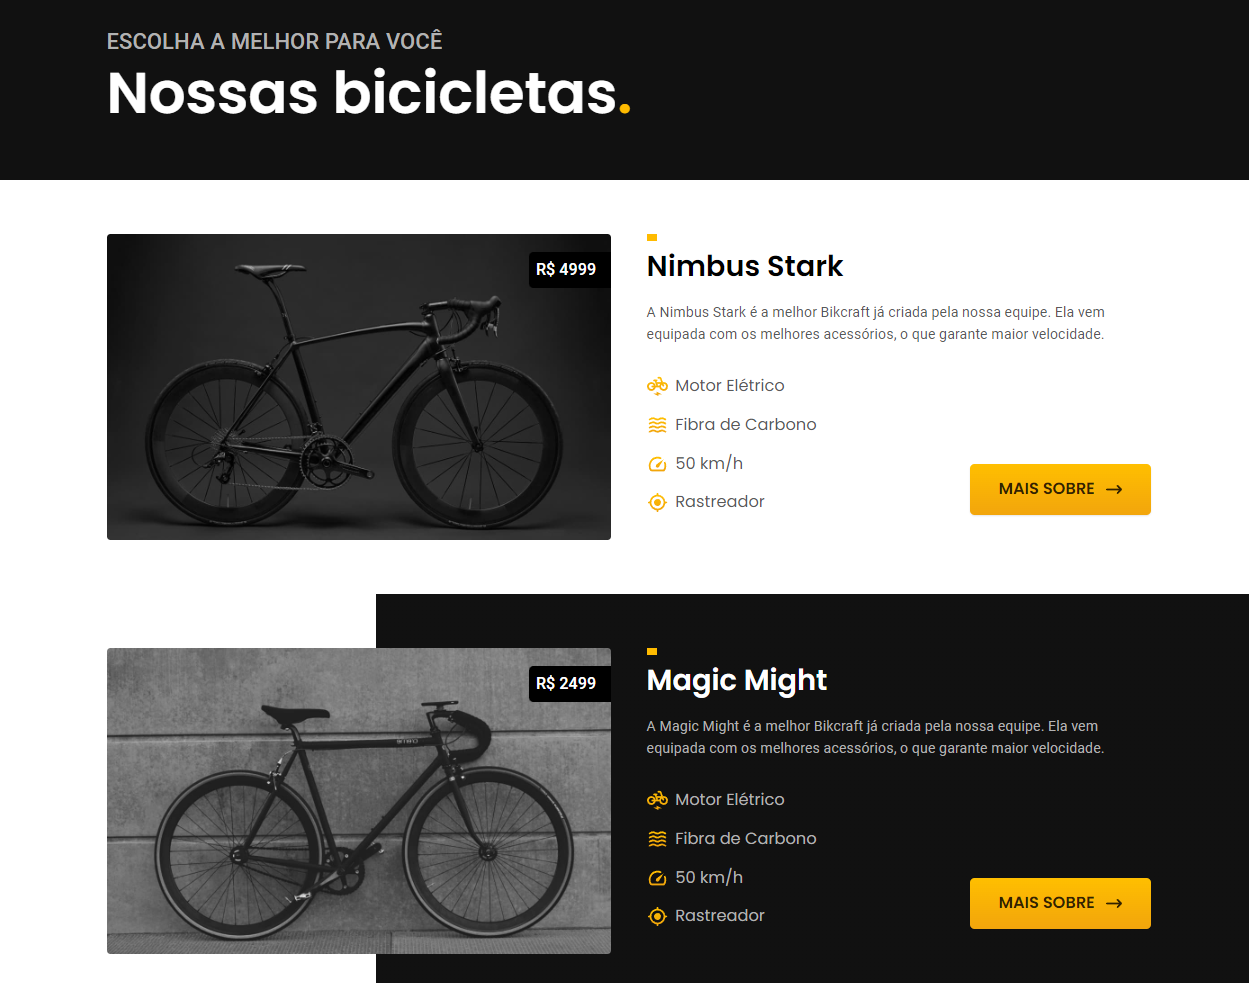 ESCOLHA A MELHOR PARA VOCÊ
Nossas bicicletas.
R$ 4999
Nimbus Stark
A Nimbus Stark é a melhor Bikcraft já criada pela nossa equipe. Ela vem
equipada com os melhores acessórios, o que garante maior velocidade.
Motor Elétrico
Fibra de Carbono
50 km/h
Rastreador
MAIS SOBRE →
R$ 2499
Magic Might
A Magic Might é a melhor Bikcraft já criada pela nossa equipe. Ela vem
equipada com os melhores acessórios, o que garante maior velocidade.
Motor Elétrico
Fibra de Carbono
50 km/h
Rastreador
MAIS SOBRE →